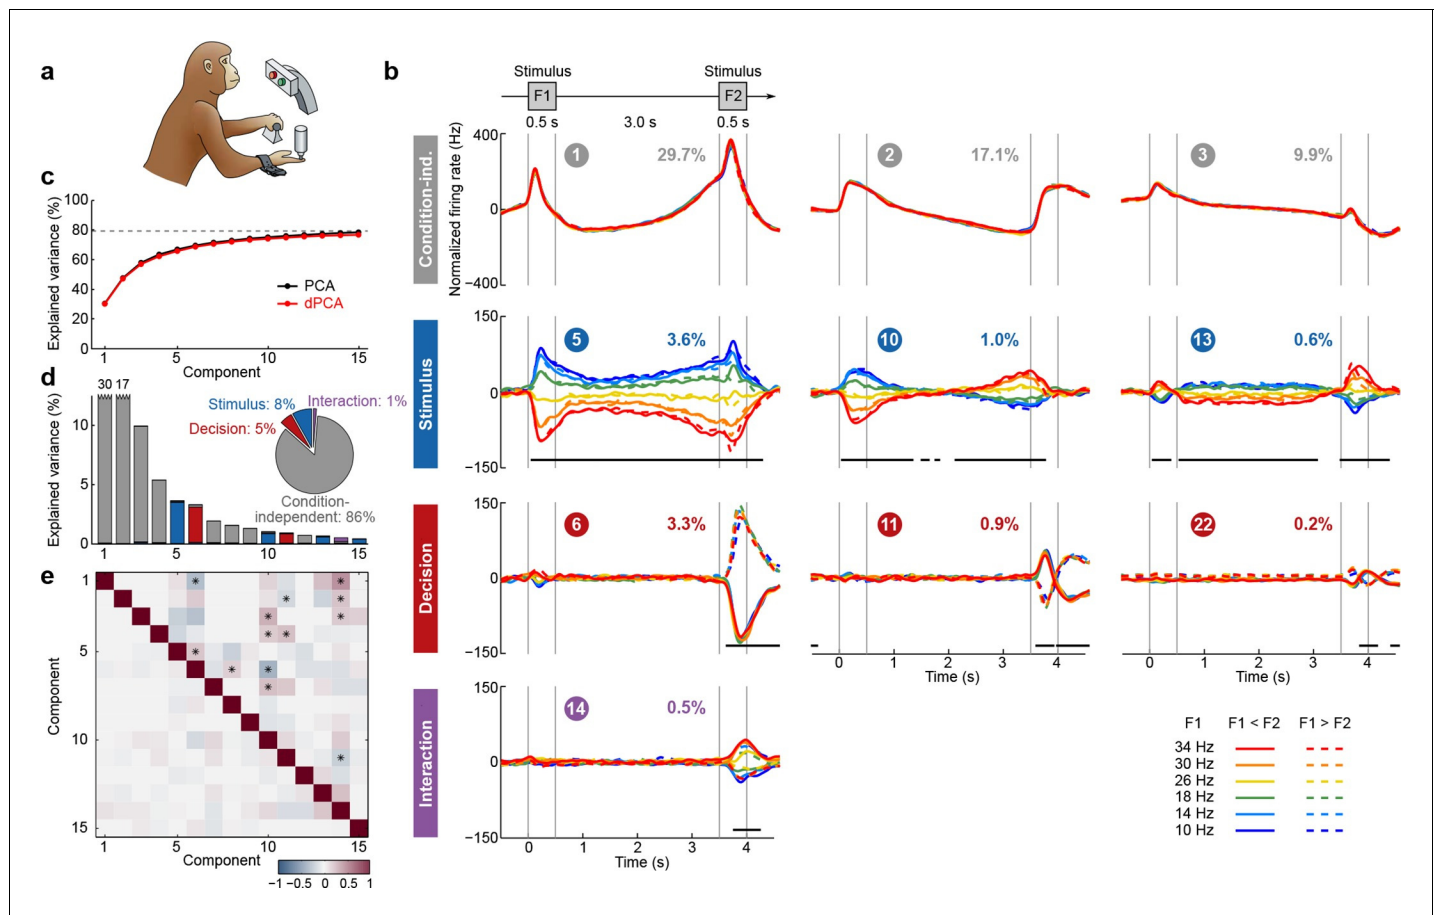 a
b
Stimulus
Stimulus
F1
F2
0.5 s
3.0 s
0.5 s
Condition-ind.
Normalized firing rate (Hz)
400
0
−400
1
29.7%
2
17.1%
3
9.9%
c
Explained variance (%)
100
80
60
40
20
0
PCA
dPCA
1
5
10
15
Component
Stimulus
150
0
−150
5
3.6%
10
1.0%
13
0.6%
d
30 17
Explained variance (%)
10
5
0
Stimulus: 8%
Interaction: 1%
Decision: 5%
Condition-
independent: 86%
1
5
10
15
Decision
150
0
−150
6
3.3%
11
0.9%
22
0.2%
0
1
2
3
4
Time (s)
0
1
2
3
4
Time (s)
e
Component
1
5
10
15
1
5
10
15
Component
−1
−0.5
0
0.5
1
Interaction
150
0
−150
14
0.5%
0
1
2
3
4
Time (s)
F1
F1 < F2
F1 > F2
34 Hz
30 Hz
26 Hz
18 Hz
14 Hz
10 Hz